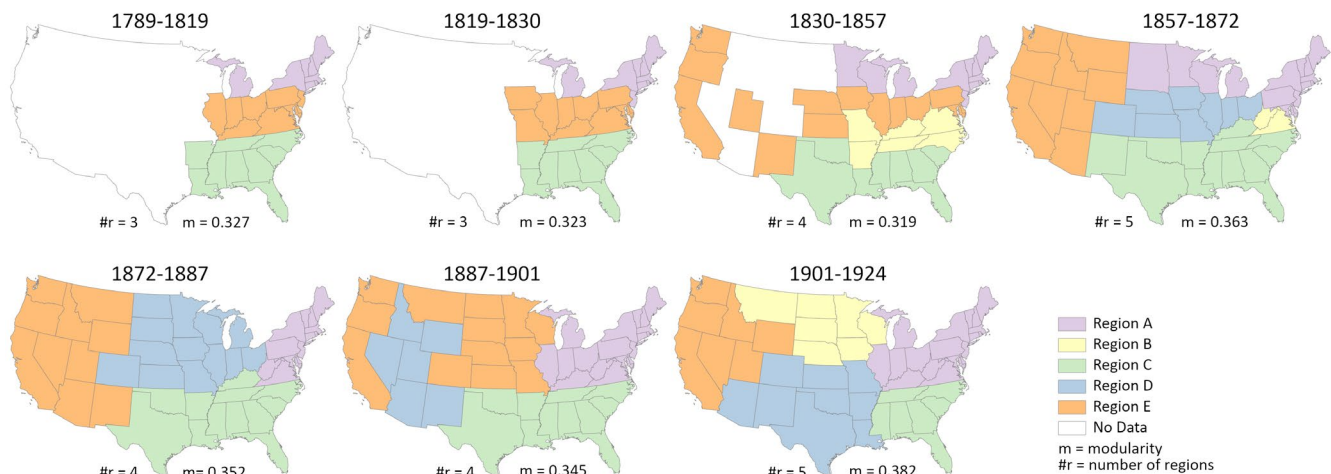 1789-1819
1819-1830
1830-1857
1857-1872
#r = 3 m = 0.327
#r = 3 m = 0.323
#r = 4 m = 0.319
#r = 5 m = 0.363
1872-1887
1887-1901
1901-1924
Region A
Region B
Region C
Region D
Region E
No Data
m = modularity
#r = number of regions
#r = 4 m= 0.352
#r = 4 m = 0.345
#r = 5 m = 0.382